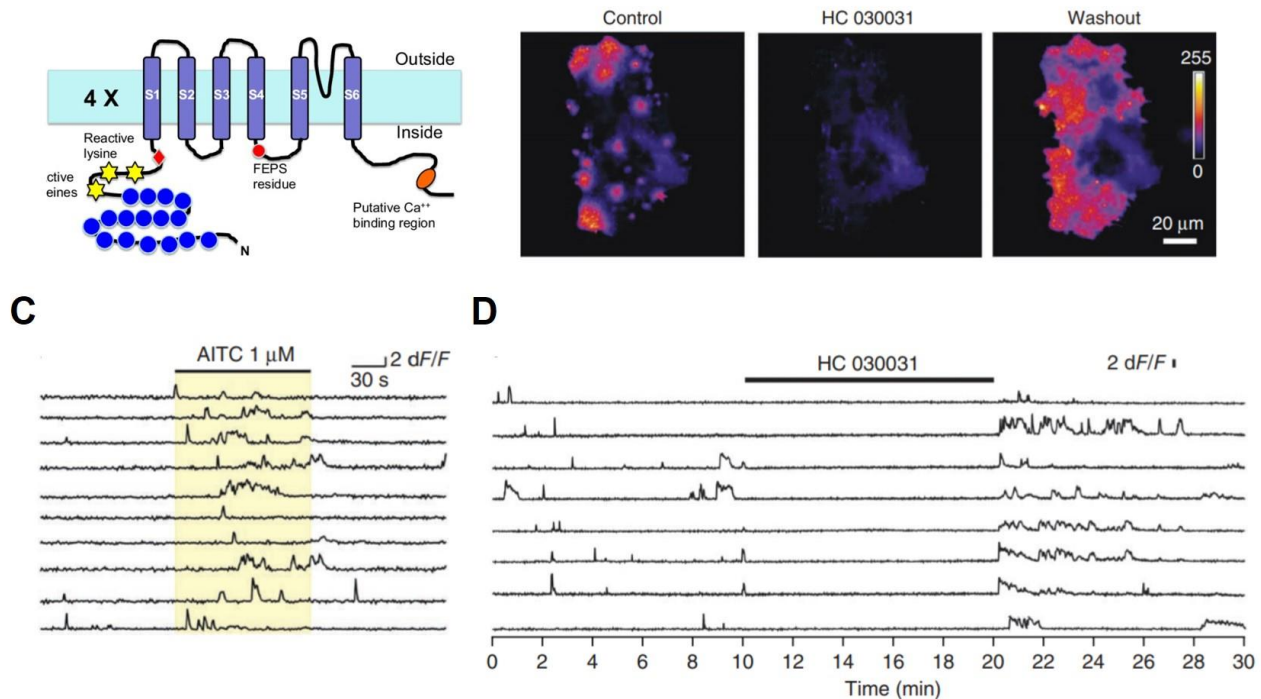 Outside
4 X
S1 S2 S3 S4 S5 S6
Inside
Reactive
lysine
ctive
eines
FEPS
residue
Putative Ca++
binding region
N
Control
HC 030031
Washout
255
0
20 μm
C
AITC 1 μM
2 dF/F
30 s
D
HC 030031
2 dF/F
0 2 4 6 8 10 12 14 16 18 20 22 24 26 28 30
Time (min)